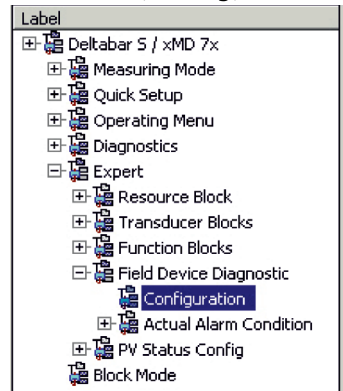 Label
Deltabar S / xMD 7x
Measuring Mode
Quick Setup
Operating Menu
Diagnostics
Expert
Resource Block
Transducer Blocks
Function Blocks
Field Device Diagnostic
Configuration
Actual Alarm Condition
PV Status Config
Block Mode